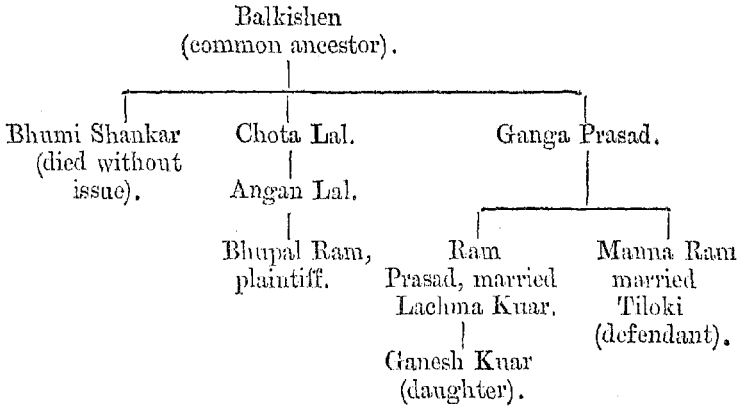 Balkishen
(common ancestor).
Bhumi Shankar
(died without
issue).
Chota Lal.
Angan Lal.
Bhupal Ram,
plaintiff.
Ganga Prasad.
Ram
Prasad, married
Lachma Kuar.
Ganesh Kuar
(daughter).
Manna Ram
married
Tiloki
(defendant).